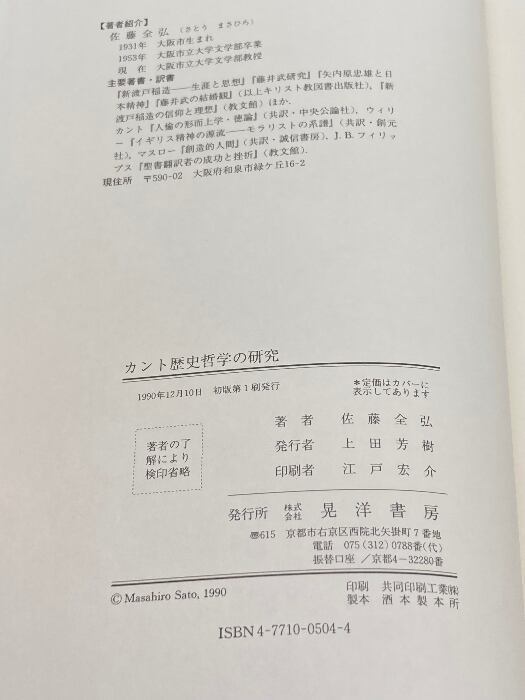 【著者紹介】
佐藤全弘（さとう まさひろ）
1931年 大阪市生まれ
1953年 大阪市立大学文学部卒業
現在 大阪市立大学文学部教授
主要著書・訳書
『新渡戸稲造――生涯と思想』『藤井武研究』『矢内原忠雄と日
本精神』『藤井武の結婚観』（以上キリスト教図書出版社），『新
渡戸稲造の信仰と理想』（教文館）ほか．
カント『人倫の形而上学・徳論』（共訳・中央公論社），ウィリ
ー『イギリス精神の源流――モラリストの系譜』（共訳・創元
社），マスロー『創造的人間』（共訳・誠信書房），J. B. フィリッ
プス『聖書翻訳者の成功と挫折』（教文館）．
現住所 〒590-02 大阪府和泉市緑ケ丘16-2
カント歴史哲学の研究
1990年12月10日 初版第1刷発行
＊定価はカバーに
表示してあります
著者の了
解により
検印省略
著者 佐藤全弘
発行者 上田芳樹
印刷者 江戸宏介
発行所 株式会社 晃洋書房
〠615 京都市右京区西院北矢掛町7番地
電話 075(312)0788番(代)
振替口座／京都4-32280番
© Masahiro Sato, 1990
印刷 共同印刷工業㈱
製本 酒本製本所
ISBN4-7710-0504-4